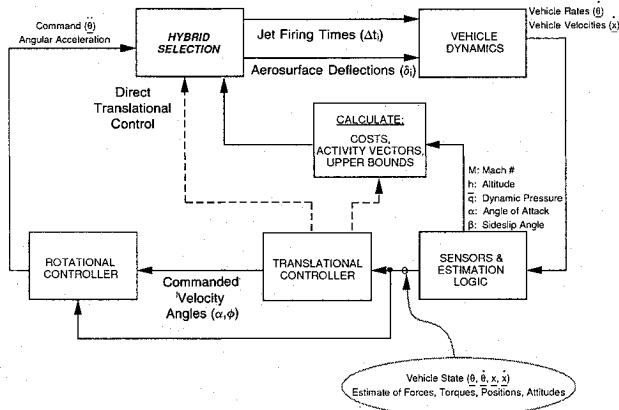 Command (θ̈)
Angular Acceleration
HYBRID
SELECTION
Jet Firing Times (Δtᵢ)
Aerosurface Deflections (δ̂ᵢ)
VEHICLE
DYNAMICS
Vehicle Rates (θ̇)
Vehicle Velocities (ẋ)
Direct
Translational
Control
CALCULATE:
COSTS,
ACTIVITY VECTORS,
UPPER BOUNDS
M: Mach #
h: Altitude
q̄: Dynamic Pressure
α: Angle of Attack
β: Sideslip Angle
ROTATIONAL
CONTROLLER
Commanded
Velocity
Angles (α,ϕ)
TRANSLATIONAL
CONTROLLER
SENSORS &
ESTIMATION
LOGIC
Vehicle State (θ, θ̇, x, ẋ)
Estimate of Forces, Torques, Positions, Attitudes